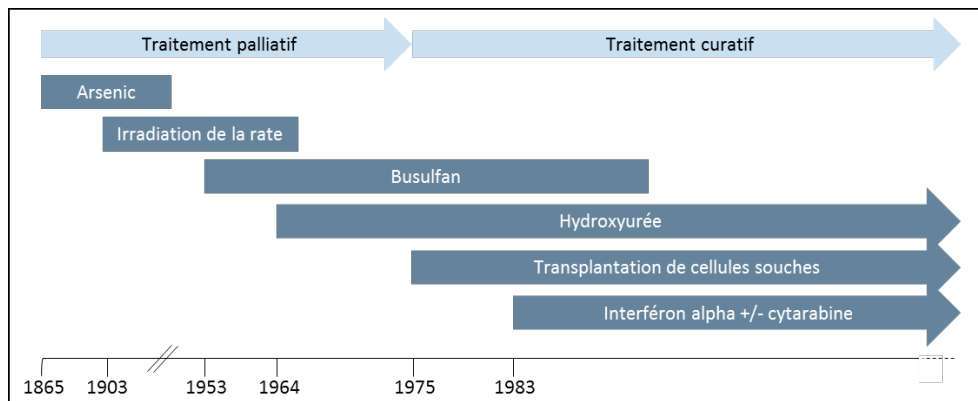 Traitement palliatif
Traitement curatif
Arsenic
Irradiation de la rate
Busulfan
Hydroxyurée
Transplantation de cellules souches
Interféron alpha +/- cytarabine
1865 1903 1953 1964 1975 1983